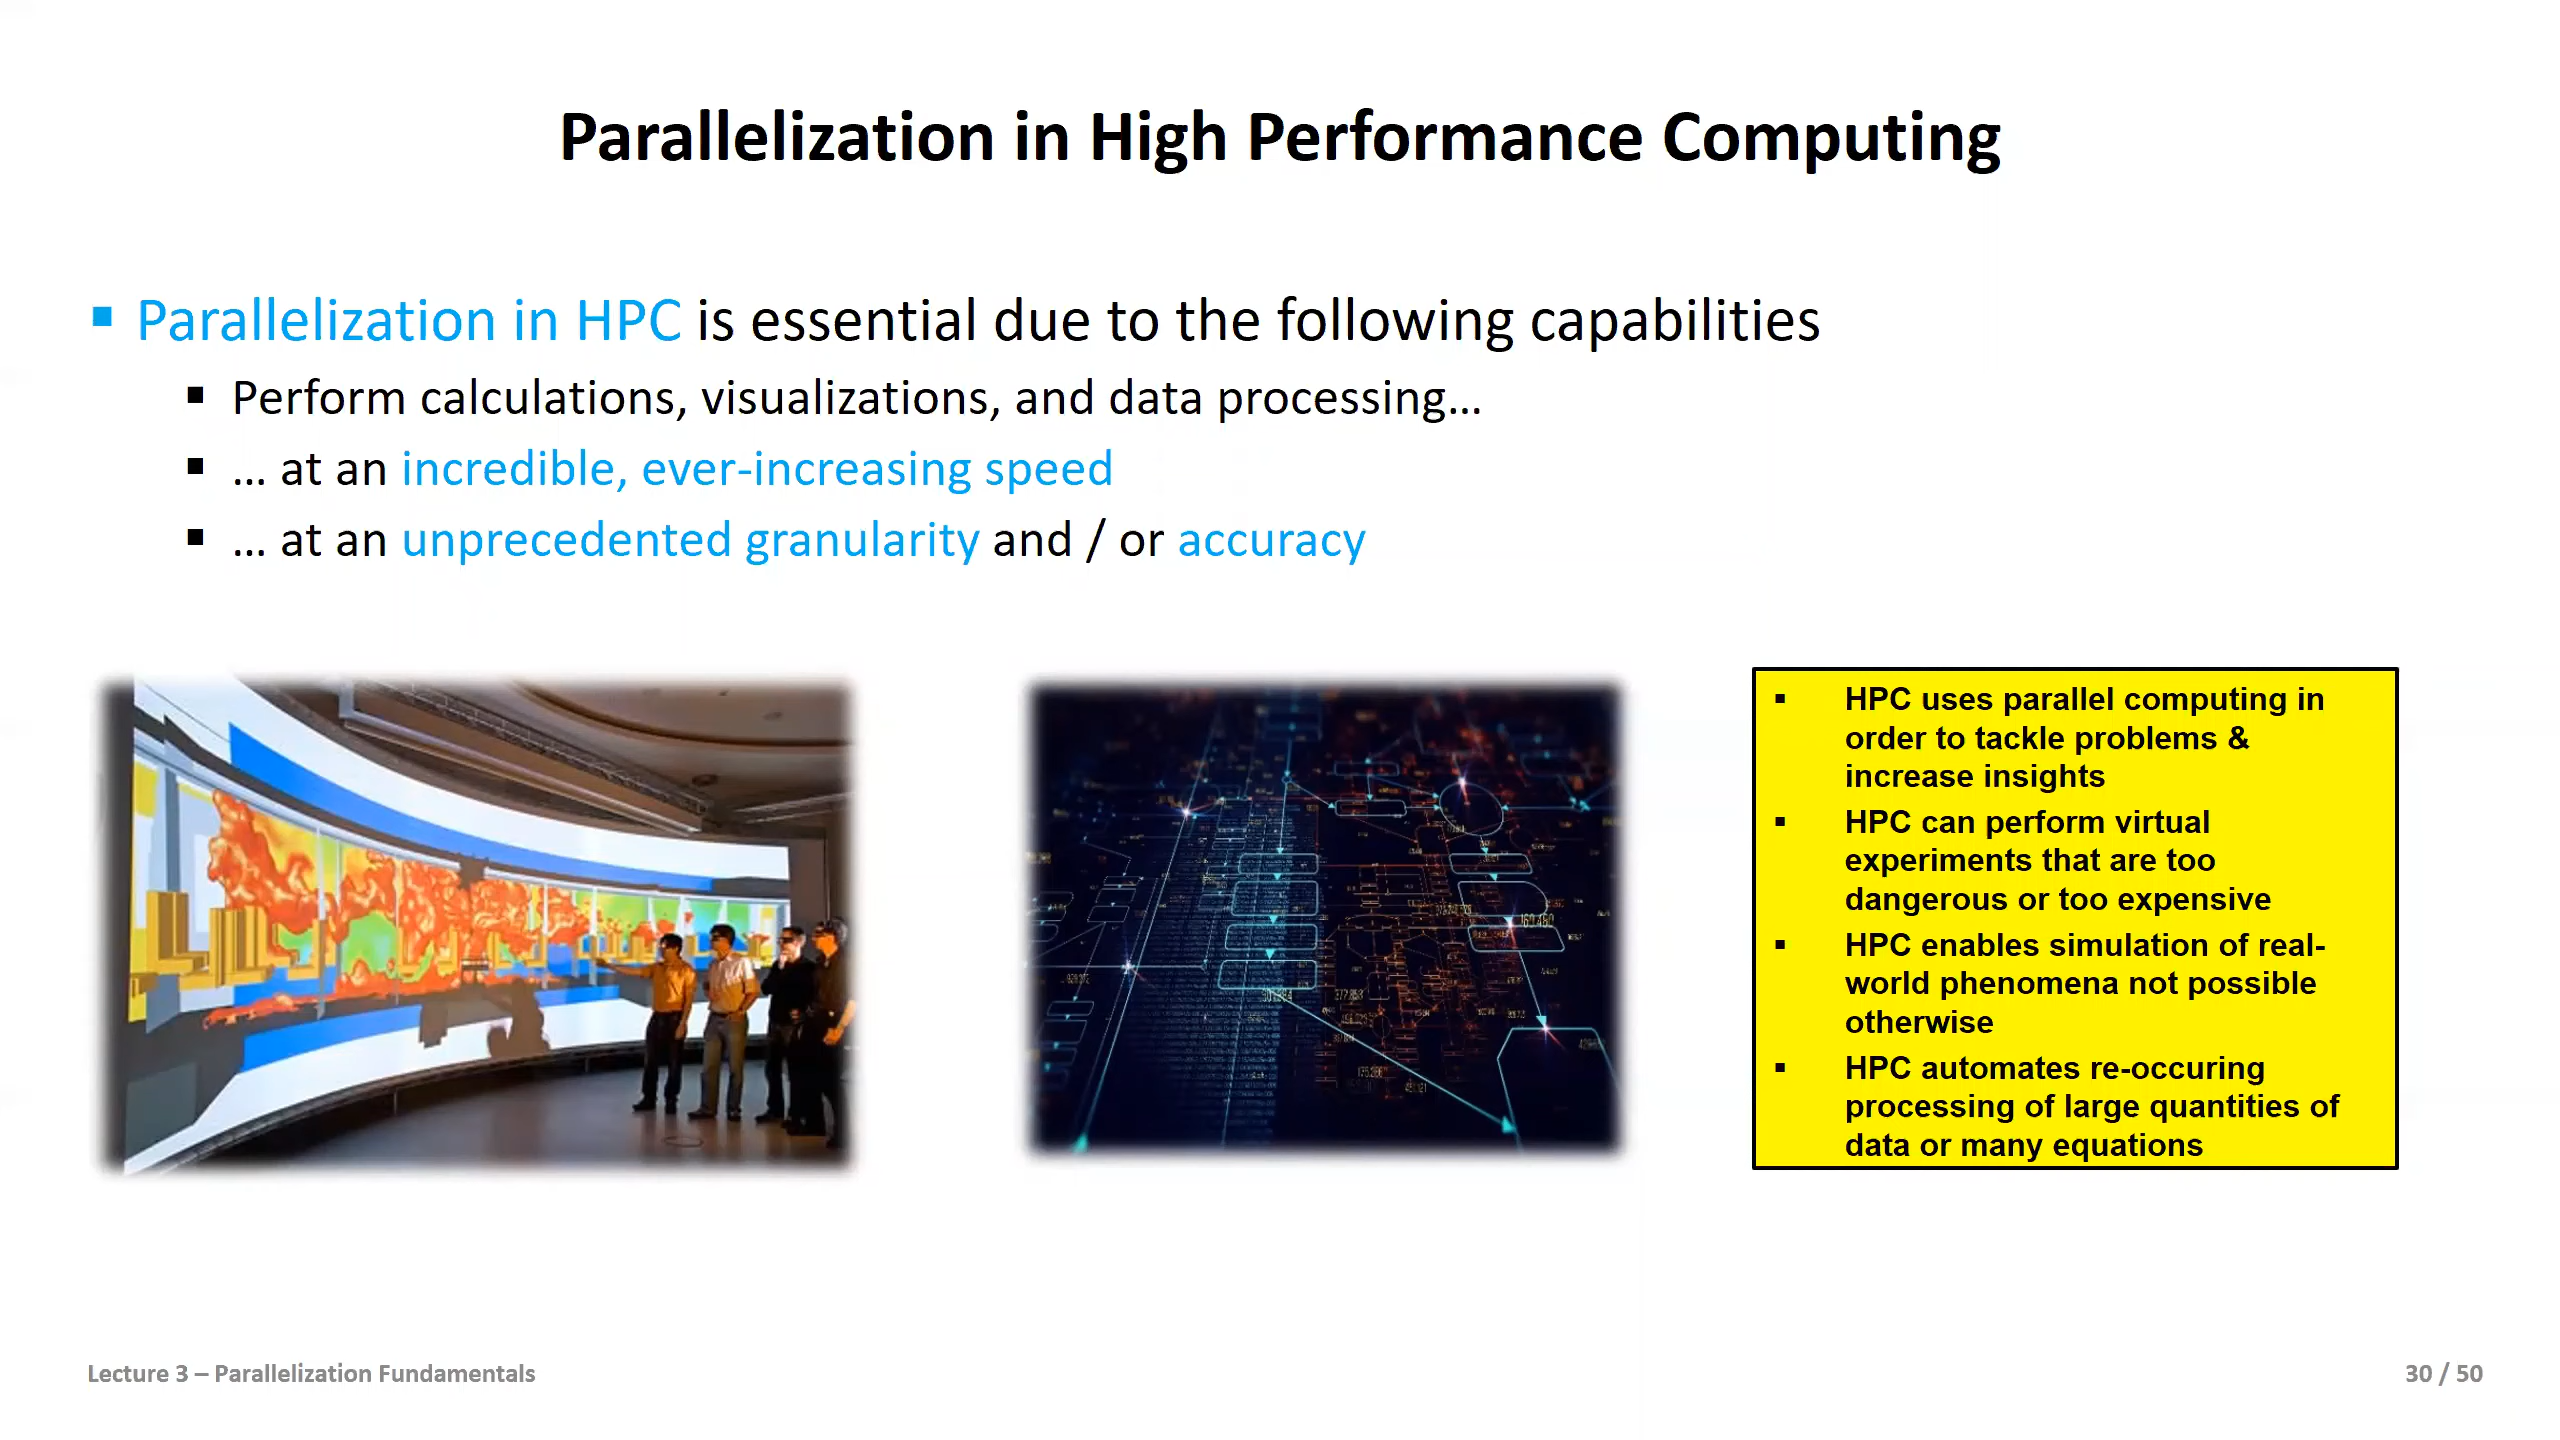 Parallelization in High Performance Computing
▪ Parallelization in HPC is essential due to the following capabilities
▪ Perform calculations, visualizations, and data processing…
▪ … at an incredible, ever-increasing speed
▪ … at an unprecedented granularity and / or accuracy
▪ HPC uses parallel computing in
order to tackle problems &
increase insights
▪ HPC can perform virtual
experiments that are too
dangerous or too expensive
▪ HPC enables simulation of real-
world phenomena not possible
otherwise
▪ HPC automates re-occuring
processing of large quantities of
data or many equations
Lecture 3 – Parallelization Fundamentals
30 / 50